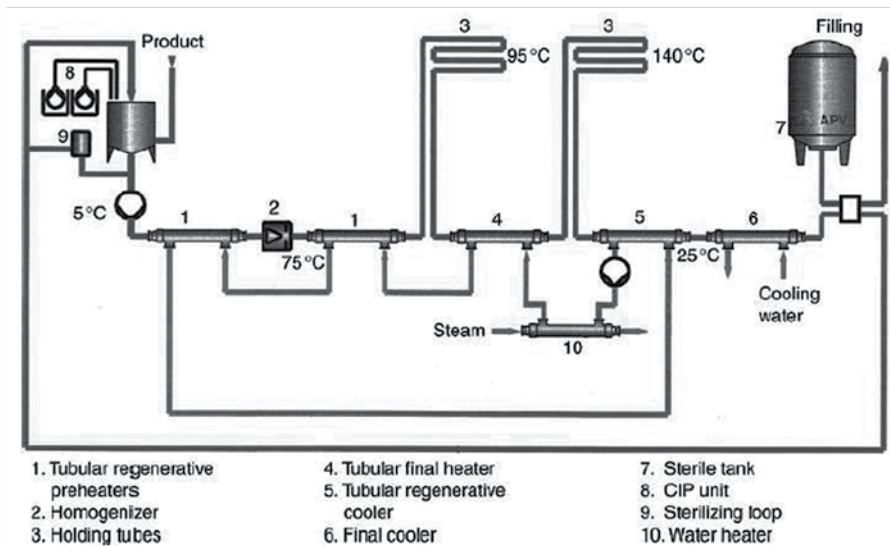 Product
Filling
3
3
8
95°C
140°C
7
APV
9
5°C
1
2
1
4
5
6
75°C
25°C
Cooling
water
Steam
10
1. Tubular regenerative
preheaters
2. Homogenizer
3. Holding tubes
4. Tubular final heater
5. Tubular regenerative
cooler
6. Final cooler
7. Sterile tank
8. CIP unit
9. Sterilizing loop
10. Water heater